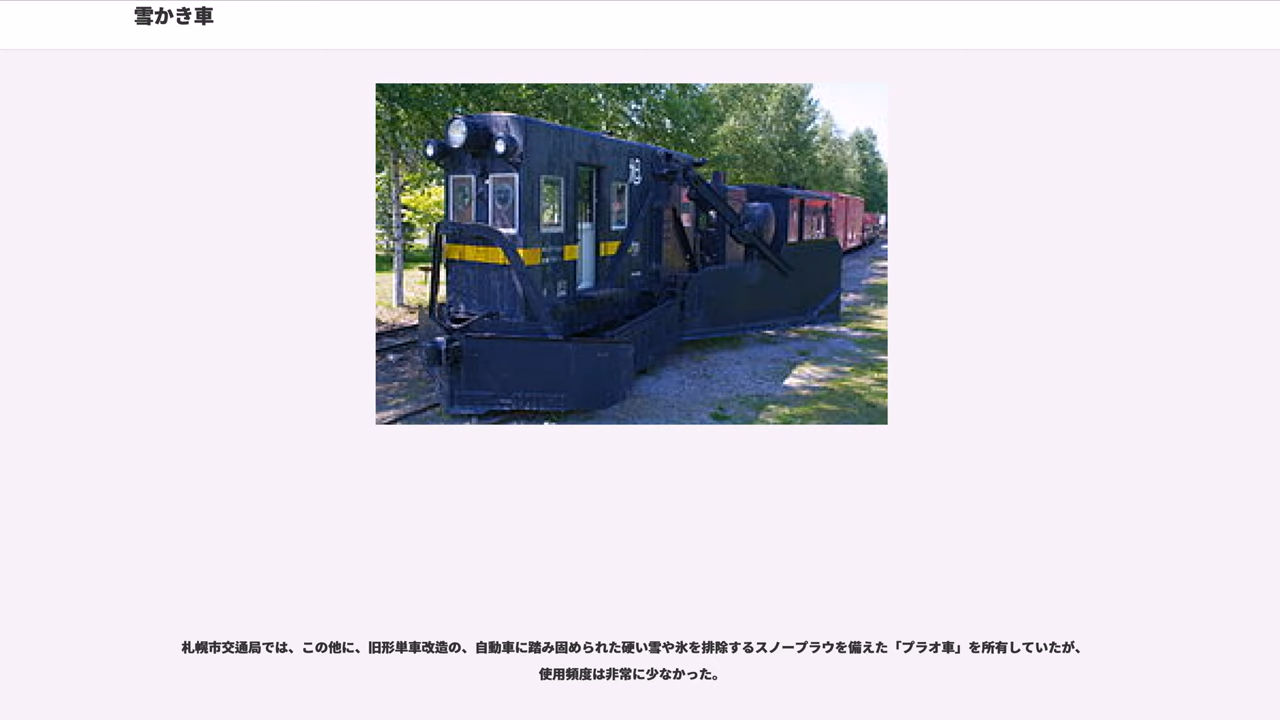 雪かき車
札幌市交通局では、この他に、旧形単車改造の、自動車に踏み固められた硬い雪や氷を排除するスノープラウを備えた「プラオ車」を所有していたが、
使用頻度は非常に少なかった。